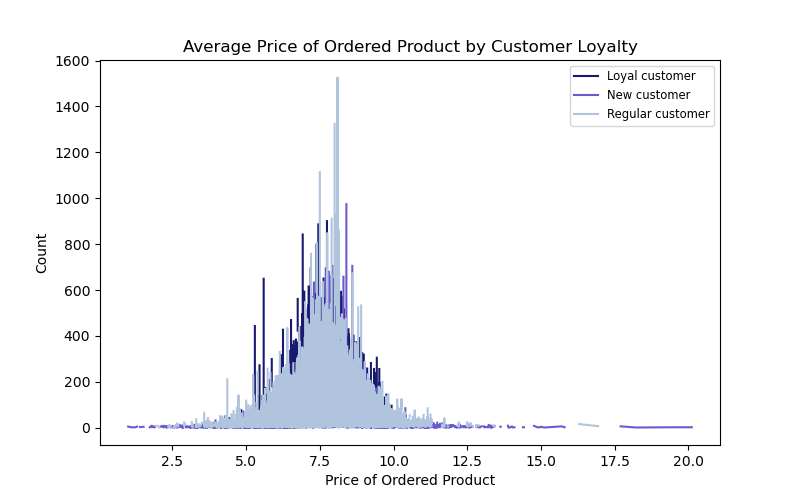 Average Price of Ordered Product by Customer Loyalty
1600
1400
1200
1000
800
600
400
200
0
Count
Loyal customer
New customer
Regular customer
2.5 5.0 7.5 10.0 12.5 15.0 17.5 20.0
Price of Ordered Product